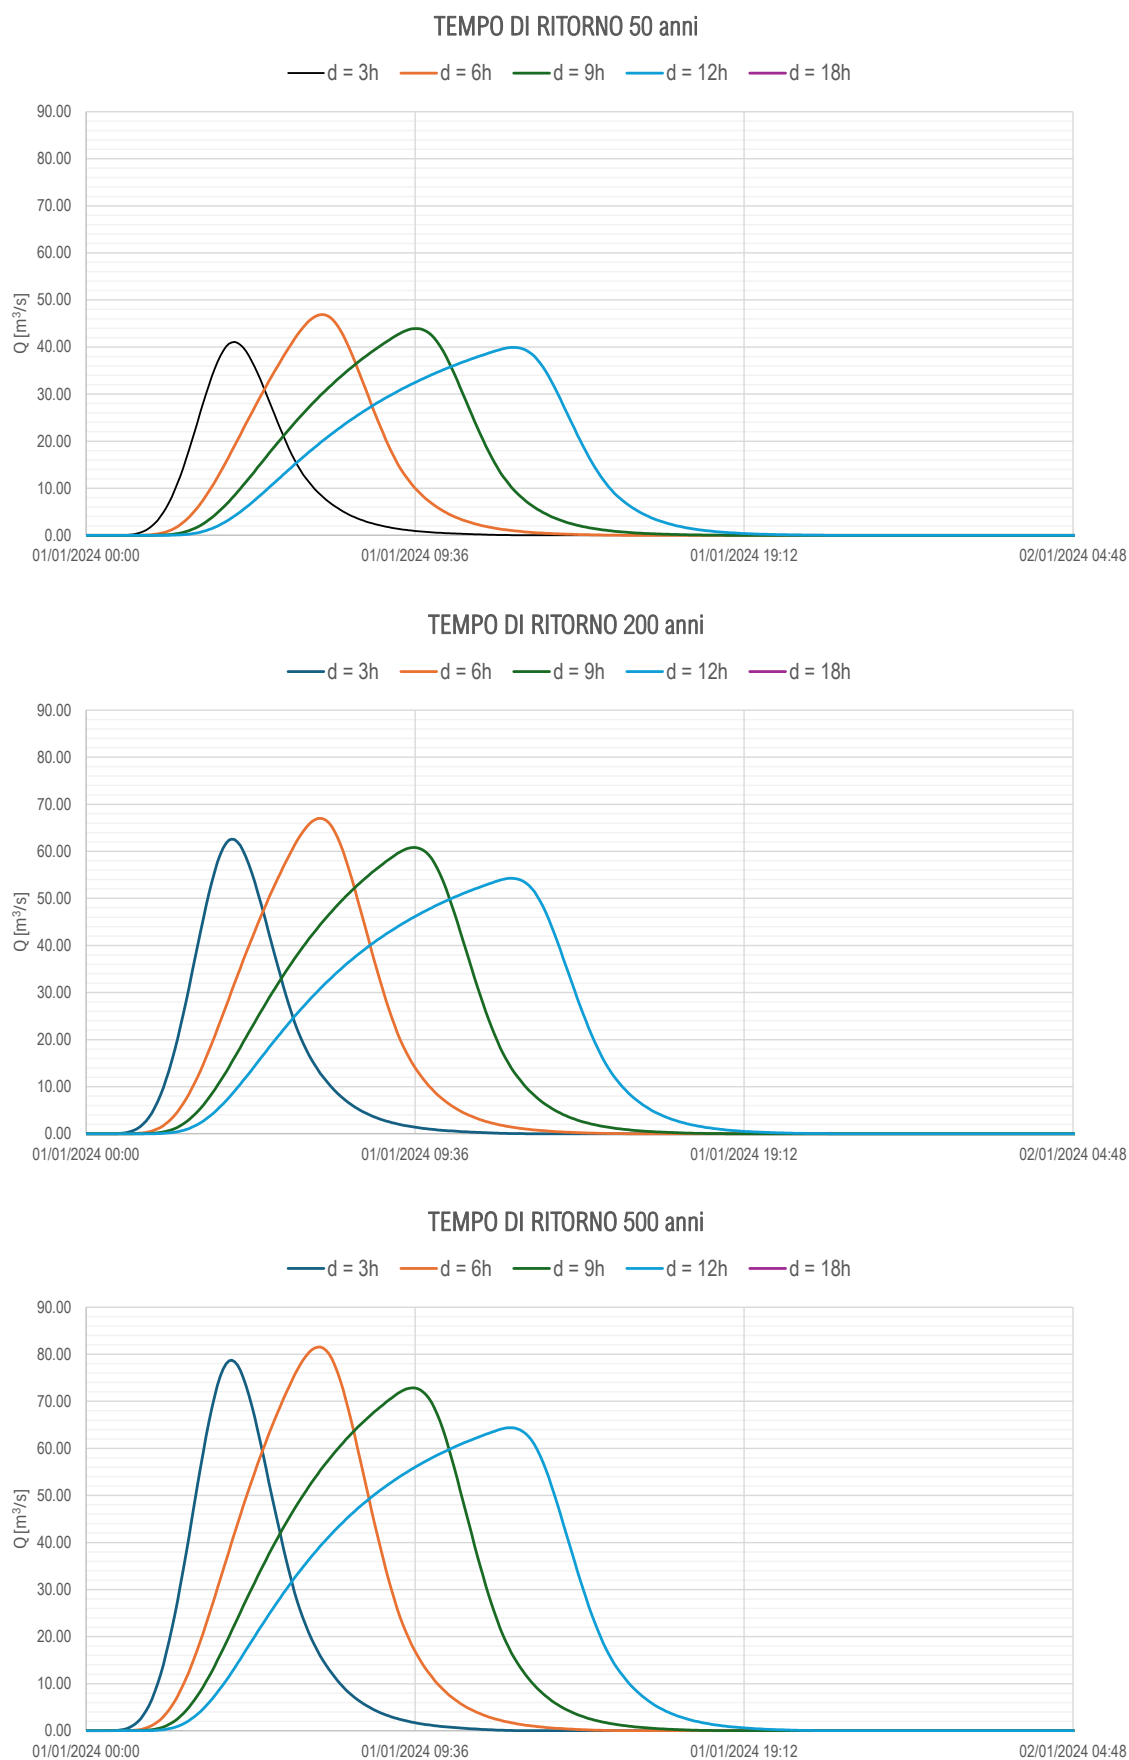 TEMPO DI RITORNO 50 anni
d = 3h d = 6h d = 9h d = 12h d = 18h
90.00
80.00
70.00
60.00
50.00
40.00
30.00
20.00
10.00
0.00
Q [m³/s]
01/01/2024 00:00 01/01/2024 09:36 01/01/2024 19:12 02/01/2024 04:48
TEMPO DI RITORNO 200 anni
d = 3h d = 6h d = 9h d = 12h d = 18h
90.00
80.00
70.00
60.00
50.00
40.00
30.00
20.00
10.00
0.00
Q [m³/s]
01/01/2024 00:00 01/01/2024 09:36 01/01/2024 19:12 02/01/2024 04:48
TEMPO DI RITORNO 500 anni
d = 3h d = 6h d = 9h d = 12h d = 18h
90.00
80.00
70.00
60.00
50.00
40.00
30.00
20.00
10.00
0.00
Q [m³/s]
01/01/2024 00:00 01/01/2024 09:36 01/01/2024 19:12 02/01/2024 04:48